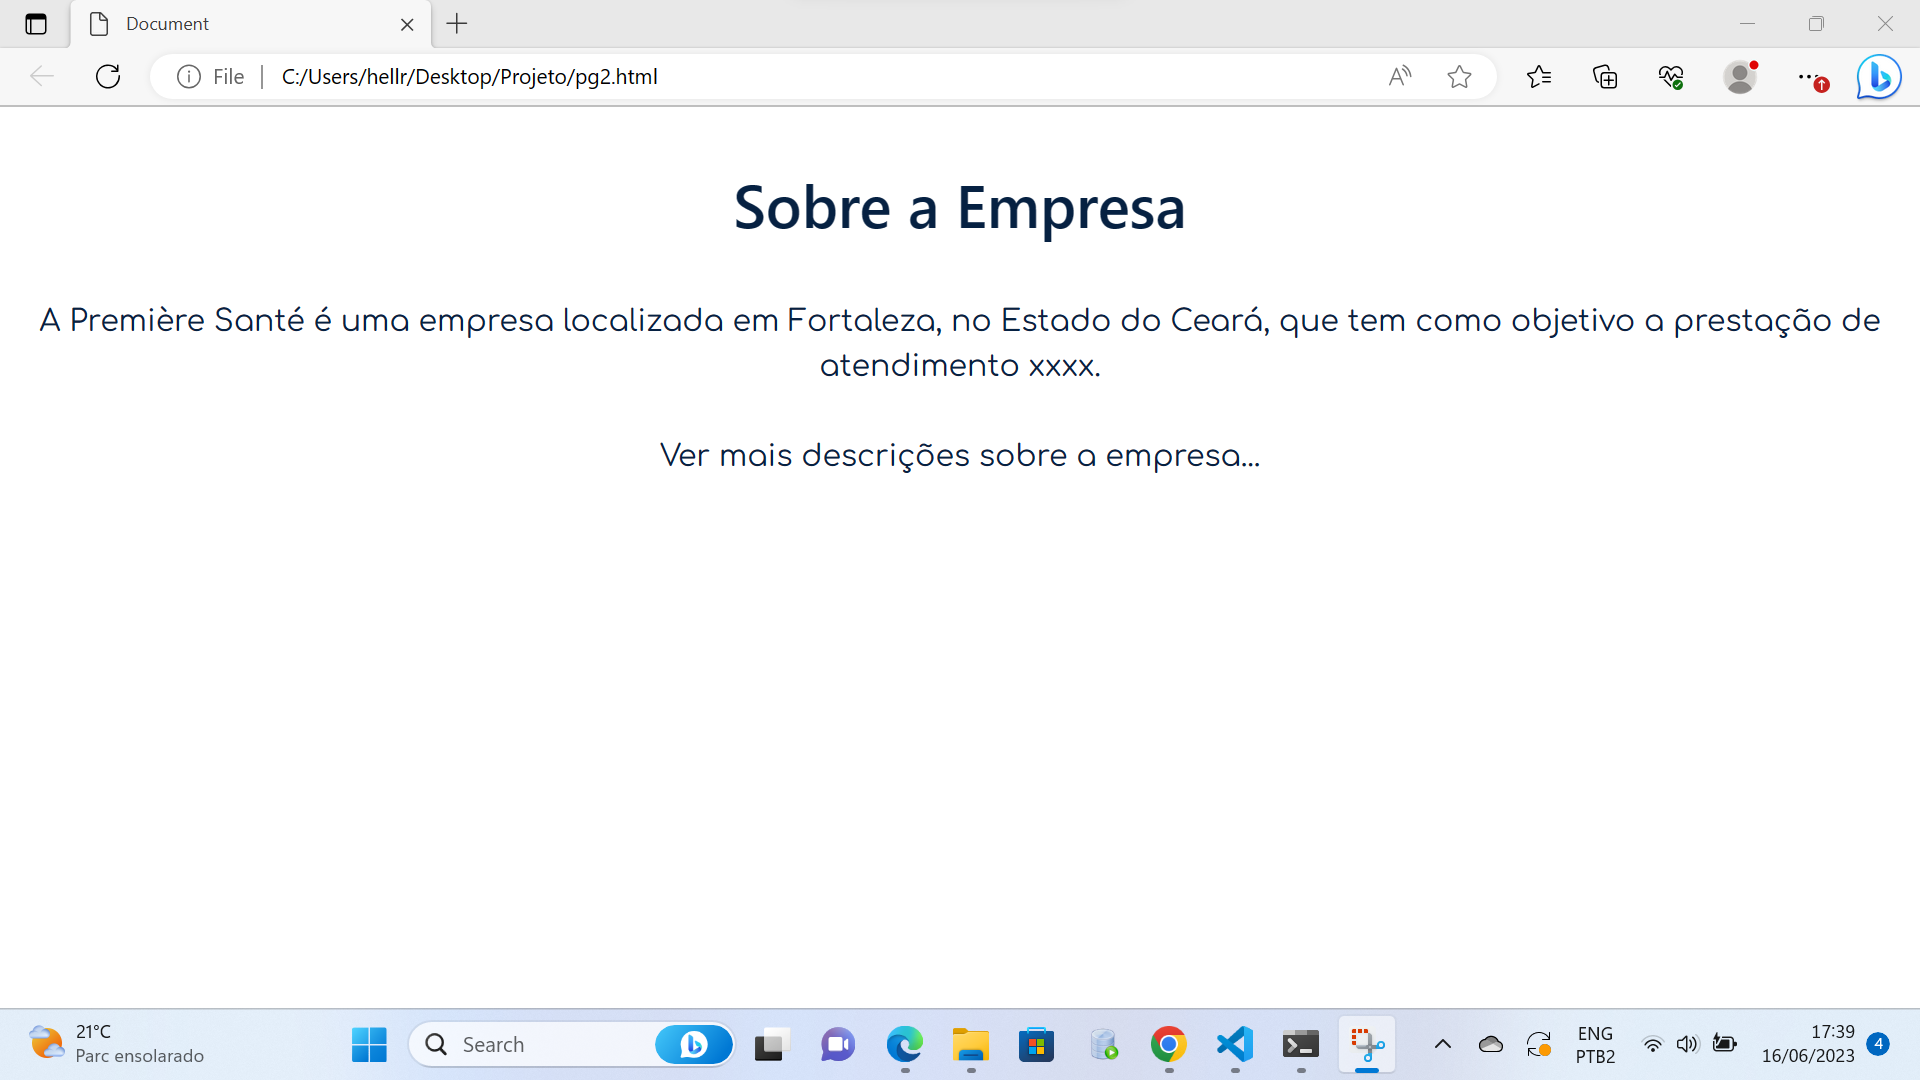 Document
File
C:/Users/hellr/Desktop/Projeto/pg2.html
Sobre a Empresa
A Première Santé é uma empresa localizada em Fortaleza, no Estado do Ceará, que tem como objetivo a prestação de
atendimento xxxx.
Ver mais descrições sobre a empresa...
21°C
Parc ensolarado
Search
ENG
PTB2
17:39
16/06/2023
4